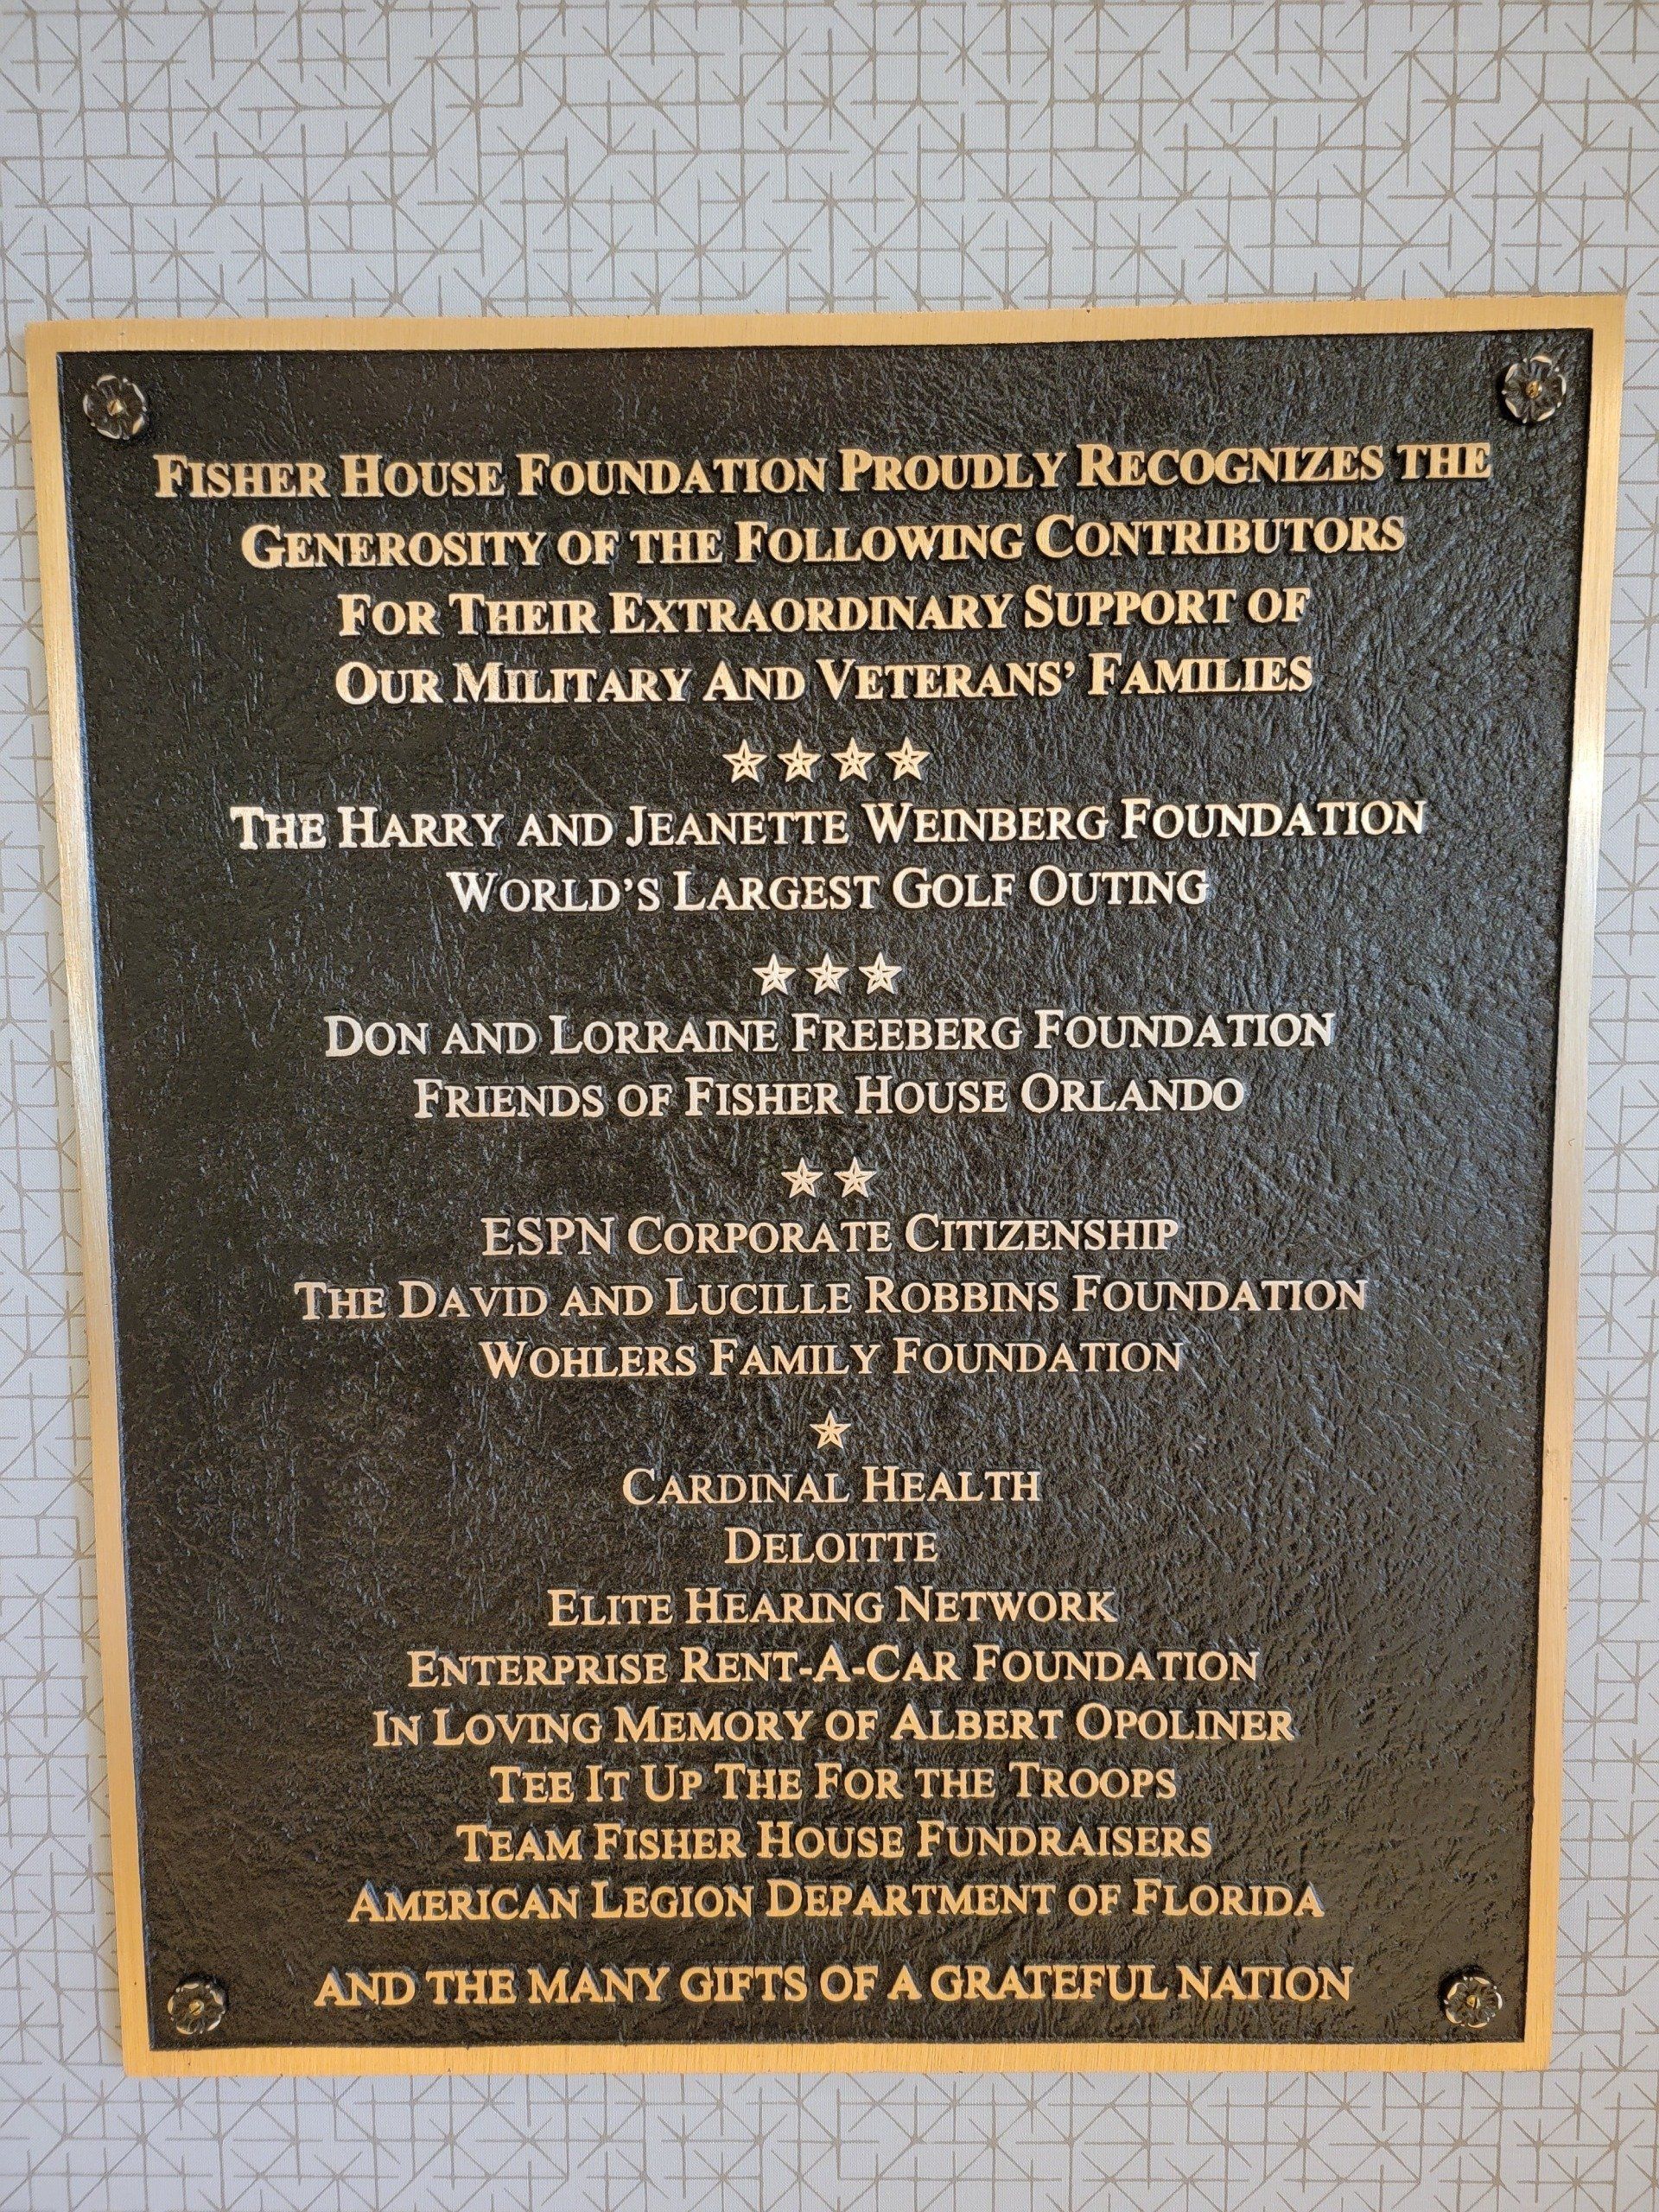 FISHER HOUSE FOUNDATION PROUDLY RECOGNIZES THE
GENEROSITY OF THE FOLLOWING CONTRIBUTORS
FOR THEIR EXTRAORDINARY SUPPORT OF
OUR MILITARY AND VETERANS' FAMILIES
THE HARRY AND JEANETTE WEINBERG FOUNDATION
WORLD'S LARGEST GOLF OUTING
DON AND LORRAINE FREEBERG FOUNDATION
FRIENDS OF FISHER HOUSE ORLANDO
ESPN CORPORATE CITIZENSHIP
THE DAVID AND LUCILLE ROBBINS FOUNDATION
WOHLERS FAMILY FOUNDATION
CARDINAL HEALTH
DELOITTE
ELITE HEARING NETWORK
ENTERPRISE RENT-A-CAR FOUNDATION
IN LOVING MEMORY OF ALBERT OPOLINER
TEE IT UP THE FOR THE TROOPS
TEAM FISHER HOUSE FUNDRAISERS
AMERICAN LEGION DEPARTMENT OF FLORIDA
AND THE MANY GIFTS OF A GRATEFUL NATION